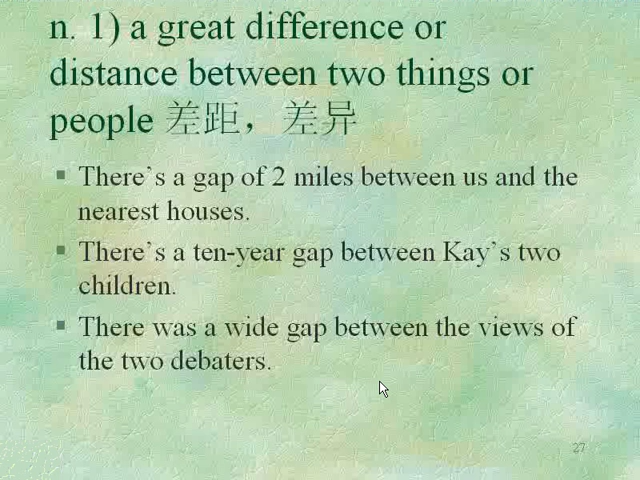 n. 1) a great difference or
distance between two things or
people 差距，差异
▪ There's a gap of 2 miles between us and the
nearest houses.
▪ There's a ten-year gap between Kay's two
children.
▪ There was a wide gap between the views of
the two debaters.
27